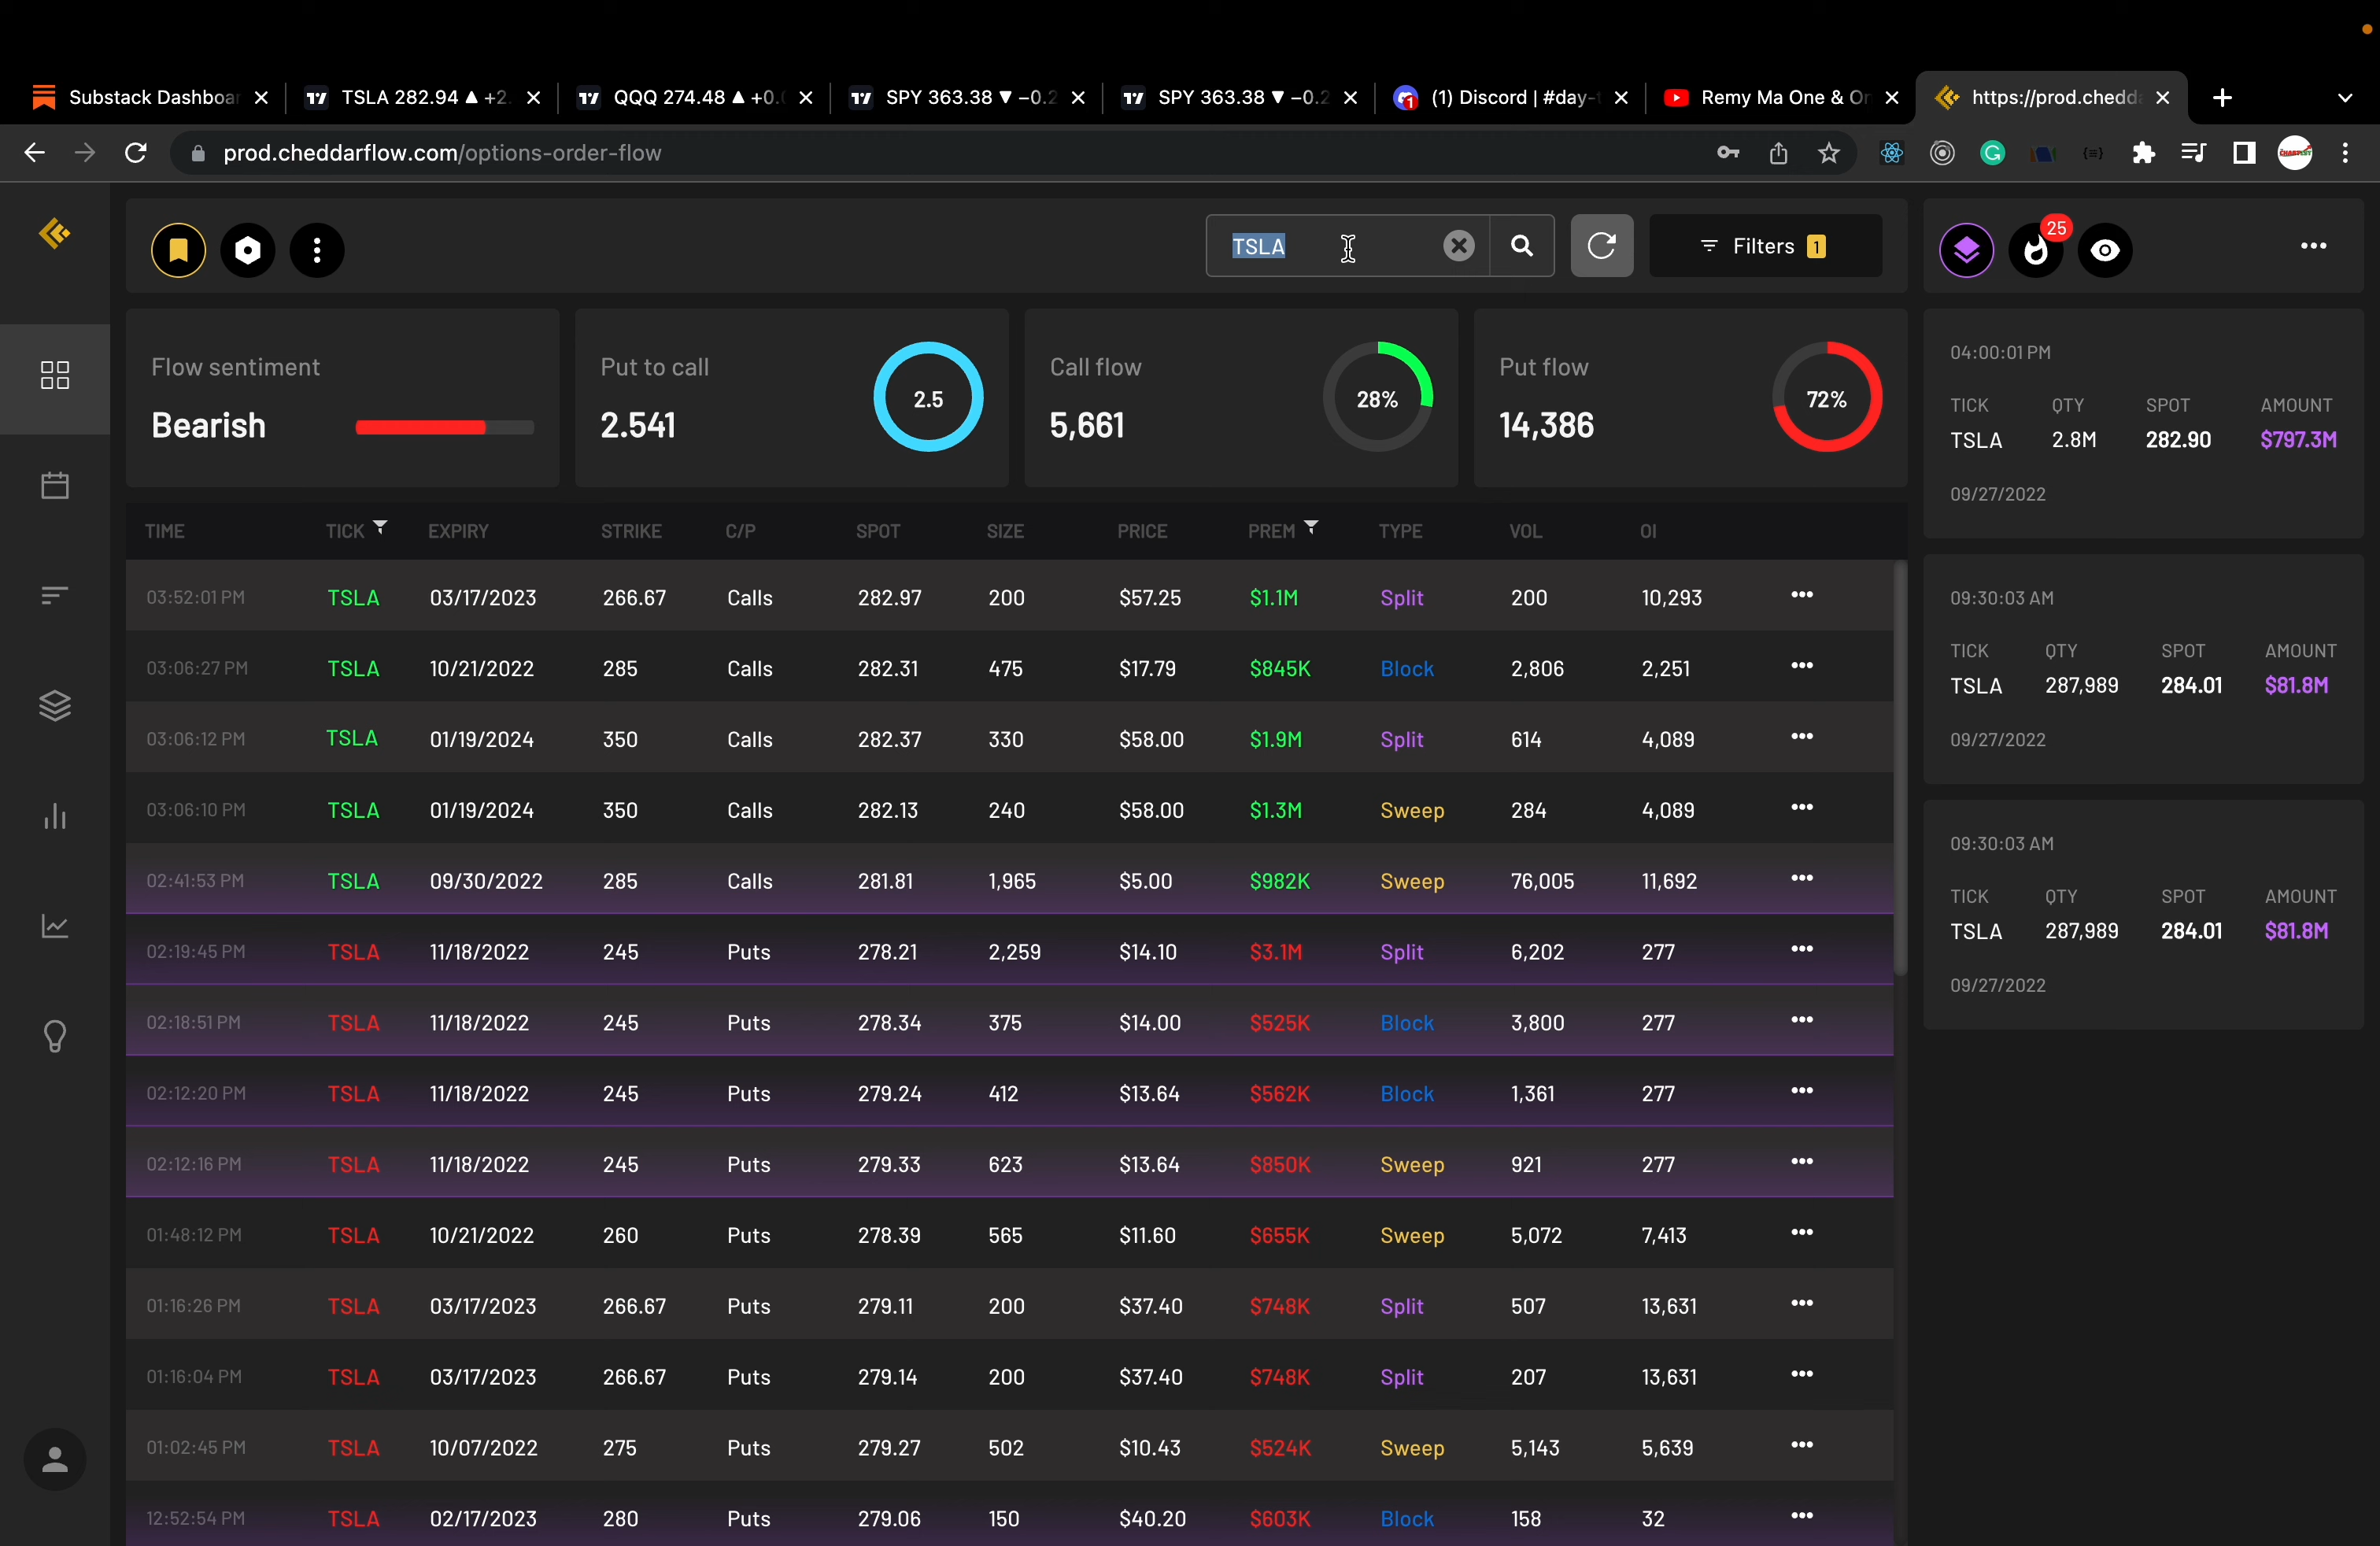 Substack Dashboar
TSLA 282.94 ▲ +2.
QQQ 274.48 ▲ +0.
SPY 363.38 ▼ −0.2
SPY 363.38 ▼ −0.2
(1) Discord | #day-t
Remy Ma One & On
https://prod.chedda
prod.cheddarflow.com/options-order-flow
TSLA
Filters 1
25
Flow sentiment
Bearish
Put to call
2.541
2.5
Call flow
5,661
28%
Put flow
14,386
72%
TIME TICK EXPIRY STRIKE C/P SPOT SIZE PRICE PREM TYPE VOL OI
03:52:01 PM TSLA 03/17/2023 266.67 Calls 282.97 200 $57.25 $1.1M Split 200 10,293
03:06:27 PM TSLA 10/21/2022 285 Calls 282.31 475 $17.79 $845K Block 2,806 2,251
03:06:12 PM TSLA 01/19/2024 350 Calls 282.37 330 $58.00 $1.9M Split 614 4,089
03:06:10 PM TSLA 01/19/2024 350 Calls 282.13 240 $58.00 $1.3M Sweep 284 4,089
02:41:53 PM TSLA 09/30/2022 285 Calls 281.81 1,965 $5.00 $982K Sweep 76,005 11,692
02:19:45 PM TSLA 11/18/2022 245 Puts 278.21 2,259 $14.10 $3.1M Split 6,202 277
02:18:51 PM TSLA 11/18/2022 245 Puts 278.34 375 $14.00 $525K Block 3,800 277
02:12:20 PM TSLA 11/18/2022 245 Puts 279.24 412 $13.64 $562K Block 1,361 277
02:12:16 PM TSLA 11/18/2022 245 Puts 279.33 623 $13.64 $850K Sweep 921 277
01:48:12 PM TSLA 10/21/2022 260 Puts 278.39 565 $11.60 $655K Sweep 5,072 7,413
01:16:26 PM TSLA 03/17/2023 266.67 Puts 279.11 200 $37.40 $748K Split 507 13,631
01:16:04 PM TSLA 03/17/2023 266.67 Puts 279.14 200 $37.40 $748K Split 207 13,631
01:02:45 PM TSLA 10/07/2022 275 Puts 279.27 502 $10.43 $524K Sweep 5,143 5,639
12:52:54 PM TSLA 02/17/2023 280 Puts 279.06 150 $40.20 $603K Block 158 32
04:00:01 PM
TICK QTY SPOT AMOUNT
TSLA 2.8M 282.90 $797.3M
09/27/2022
09:30:03 AM
TICK QTY SPOT AMOUNT
TSLA 287,989 284.01 $81.8M
09/27/2022
09:30:03 AM
TICK QTY SPOT AMOUNT
TSLA 287,989 284.01 $81.8M
09/27/2022